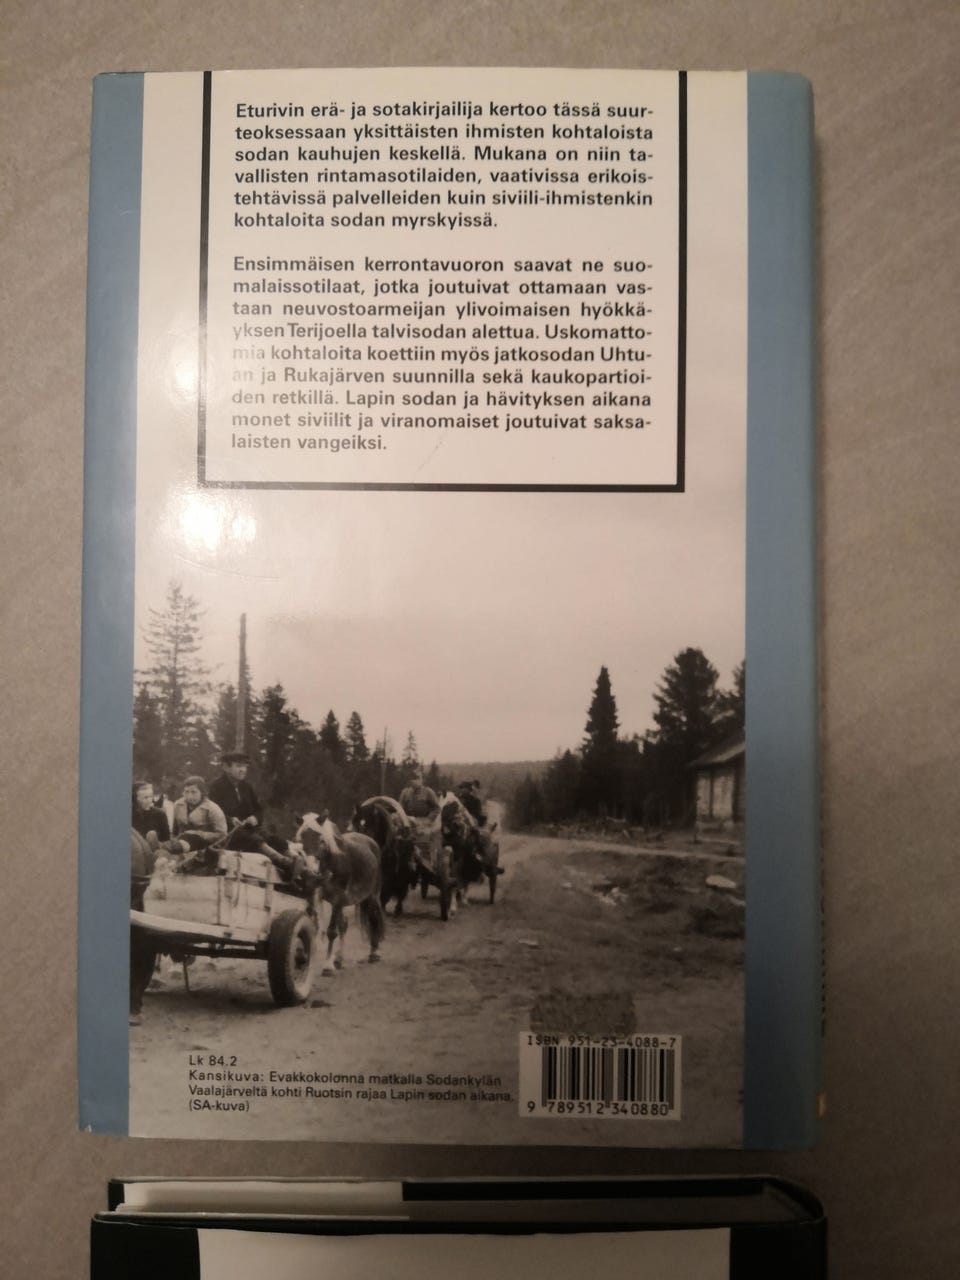 Eturivin erä- ja sotakirjailija kertoo tässä suur-
teoksessaan yksittäisten ihmisten kohtaloista
sodan kauhujen keskellä. Mukana on niin ta-
vallisten rintamasotilaiden, vaativissa erikois-
tehtävissä palvelleiden kuin siviili-ihmistenkin
kohtaloita sodan myrskyissä.
Ensimmäisen kerrontavuoron saavat ne suo-
malaissotilaat, jotka joutuivat ottamaan vas-
taan neuvostoarmeijan ylivoimaisen hyökkä-
yksen Terijoella talvisodan alettua. Uskomatto-
mia kohtaloita koettiin myös jatkosodan Uhtu-
an ja Rukajärven suunnilla sekä kaukopartioi-
den retkillä. Lapin sodan ja hävityksen aikana
monet siviilit ja viranomaiset joutuivat saksa-
laisten vangeiksi.
Lk 84.2
Kansikuva: Evakkokolonna matkalla Sodankylän
Vaalajärveltä kohti Ruotsin rajaa Lapin sodan aikana.
(SA-kuva)
ISBN 951-23-4088-7
9 789512 340880